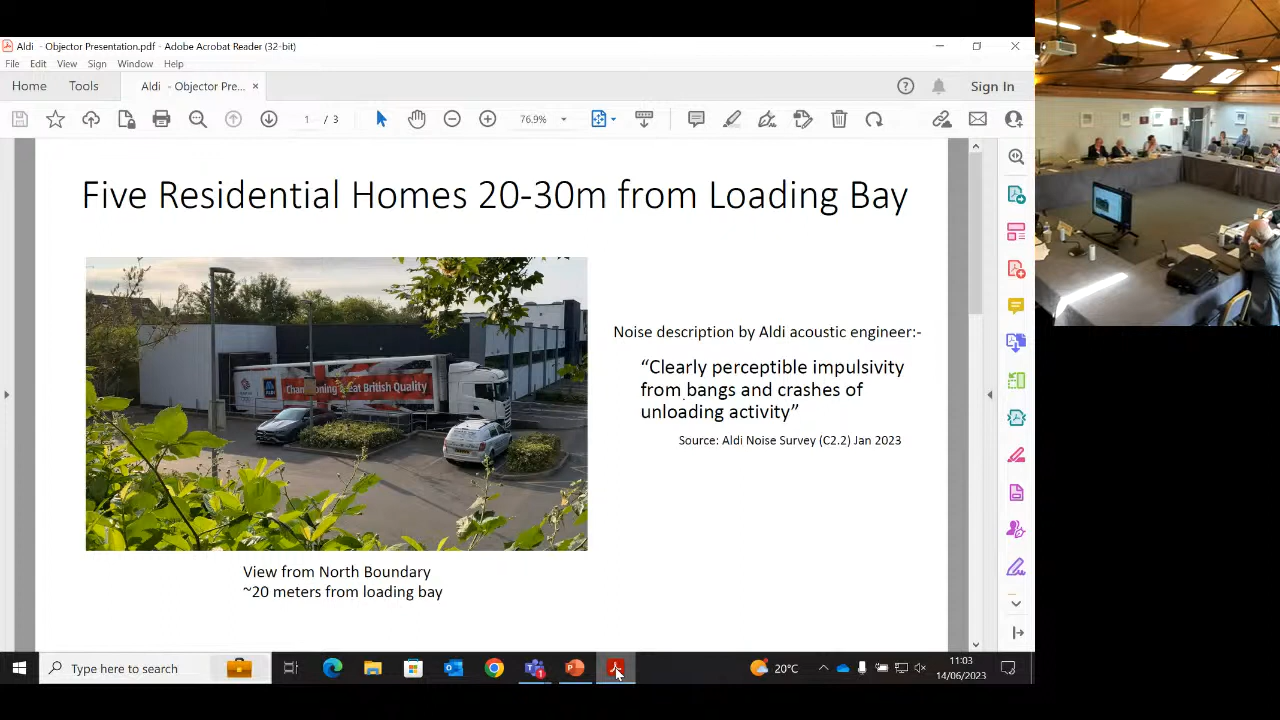 Aldi - Objector Presentation.pdf - Adobe Acrobat Reader (32-bit)
File Edit View Sign Window Help
Home Tools Aldi - Objector Pre... × Sign In
1 / 3 76.9%
Five Residential Homes 20-30m from Loading Bay
ALDI
Championing Great British Quality
Noise description by Aldi acoustic engineer:-
“Clearly perceptible impulsivity
from bangs and crashes of
unloading activity”
Source: Aldi Noise Survey (C2.2) Jan 2023
View from North Boundary
~20 meters from loading bay
Type here to search
20°C
11:03
14/06/2023